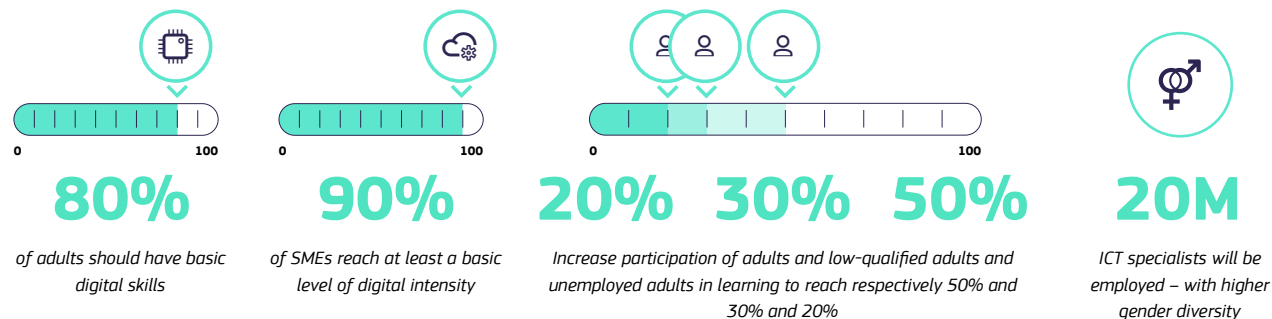 0 100
80%
of adults should have basic
digital skills
0 100
90%
of SMEs reach at least a basic
level of digital intensity
0 100
20% 30% 50%
Increase participation of adults and low-qualified adults and
unemployed adults in learning to reach respectively 50% and
30% and 20%
20M
ICT specialists will be
employed – with higher
gender diversity